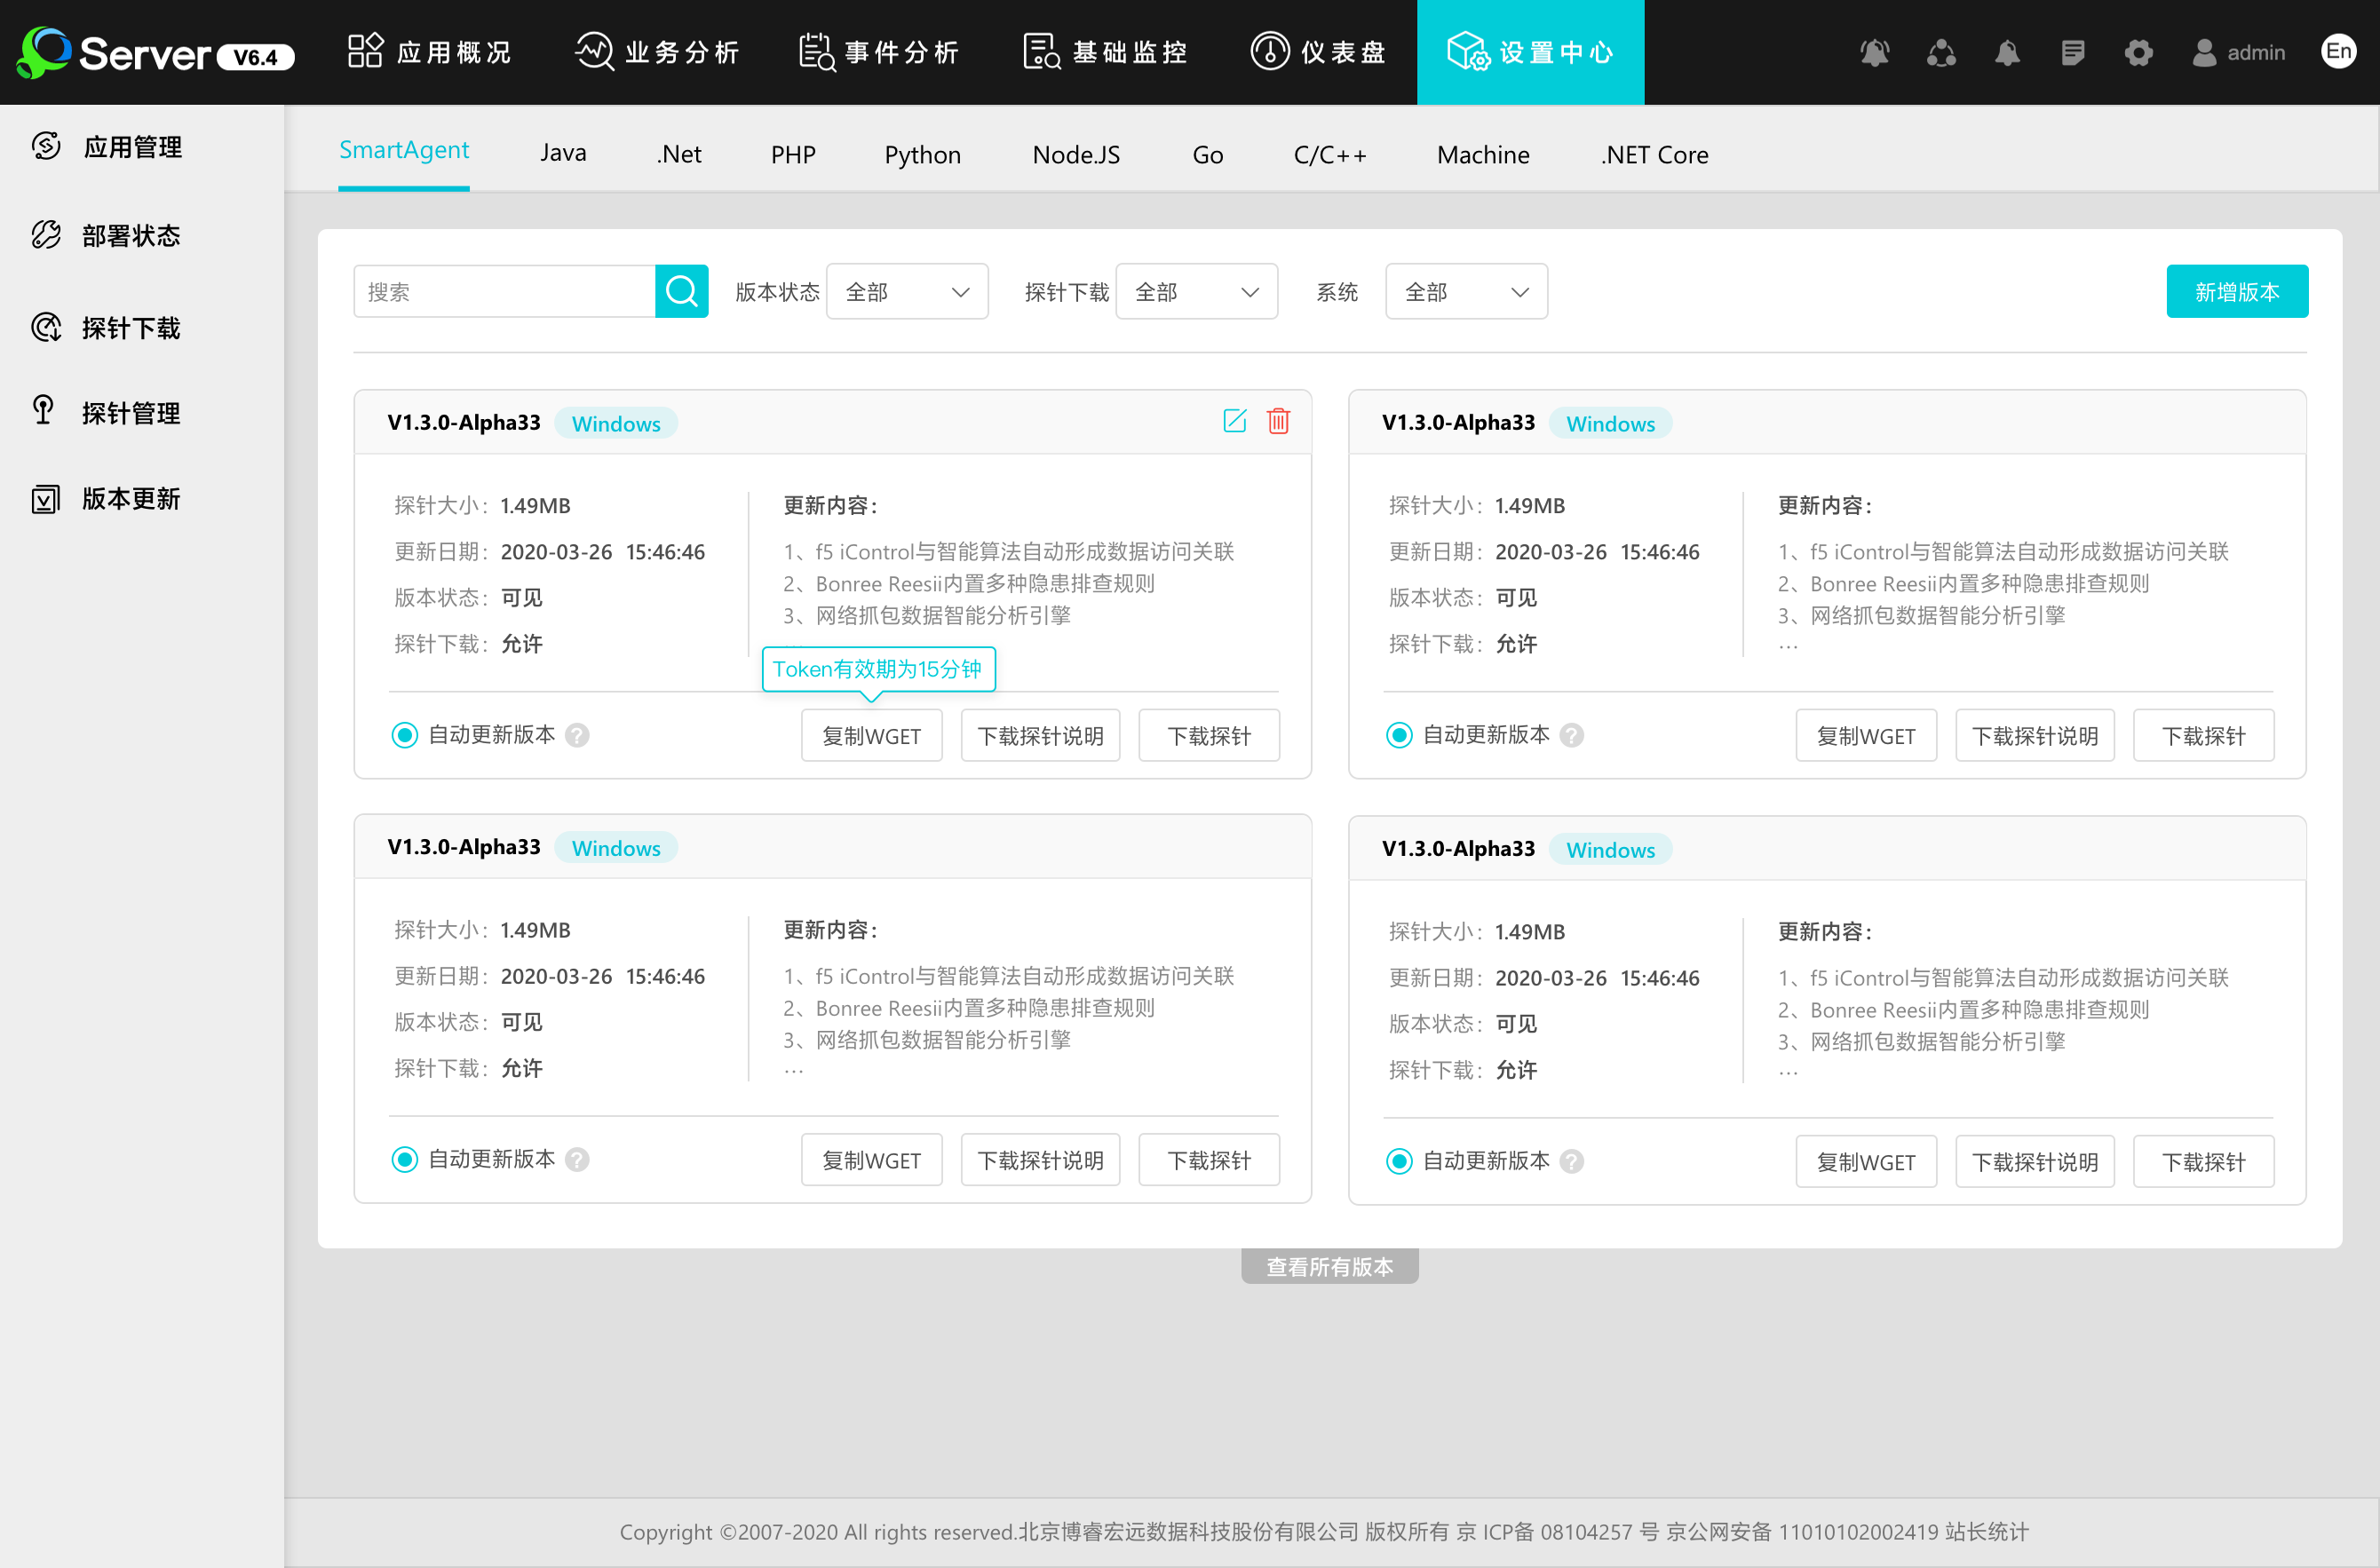 Server V6.4 应用概况 业务分析 事件分析 基础监控 仪表盘 设置中心 admin En
应用管理
部署状态
探针下载
探针管理
版本更新
SmartAgent Java .Net PHP Python Node.JS Go C/C++ Machine .NET Core
搜索 版本状态 全部 探针下载 全部 系统 全部 新增版本
V1.3.0-Alpha33 Windows
探针大小：1.49MB
更新日期：2020-03-26 15:46:46
版本状态：可见
探针下载：允许
更新内容：
1、f5 iControl与智能算法自动形成数据访问关联
2、Bonree Reesii内置多种隐患排查规则
3、网络抓包数据智能分析引擎
Token有效期为15分钟
自动更新版本 ? 复制WGET 下载探针说明 下载探针
V1.3.0-Alpha33 Windows
探针大小：1.49MB
更新日期：2020-03-26 15:46:46
版本状态：可见
探针下载：允许
更新内容：
1、f5 iControl与智能算法自动形成数据访问关联
2、Bonree Reesii内置多种隐患排查规则
3、网络抓包数据智能分析引擎
...
自动更新版本 ? 复制WGET 下载探针说明 下载探针
V1.3.0-Alpha33 Windows
探针大小：1.49MB
更新日期：2020-03-26 15:46:46
版本状态：可见
探针下载：允许
更新内容：
1、f5 iControl与智能算法自动形成数据访问关联
2、Bonree Reesii内置多种隐患排查规则
3、网络抓包数据智能分析引擎
...
自动更新版本 ? 复制WGET 下载探针说明 下载探针
V1.3.0-Alpha33 Windows
探针大小：1.49MB
更新日期：2020-03-26 15:46:46
版本状态：可见
探针下载：允许
更新内容：
1、f5 iControl与智能算法自动形成数据访问关联
2、Bonree Reesii内置多种隐患排查规则
3、网络抓包数据智能分析引擎
...
自动更新版本 ? 复制WGET 下载探针说明 下载探针
查看所有版本
Copyright ©2007-2020 All rights reserved.北京博睿宏远数据科技股份有限公司 版权所有 京 ICP备 08104257 号 京公网安备 11010102002419 站长统计